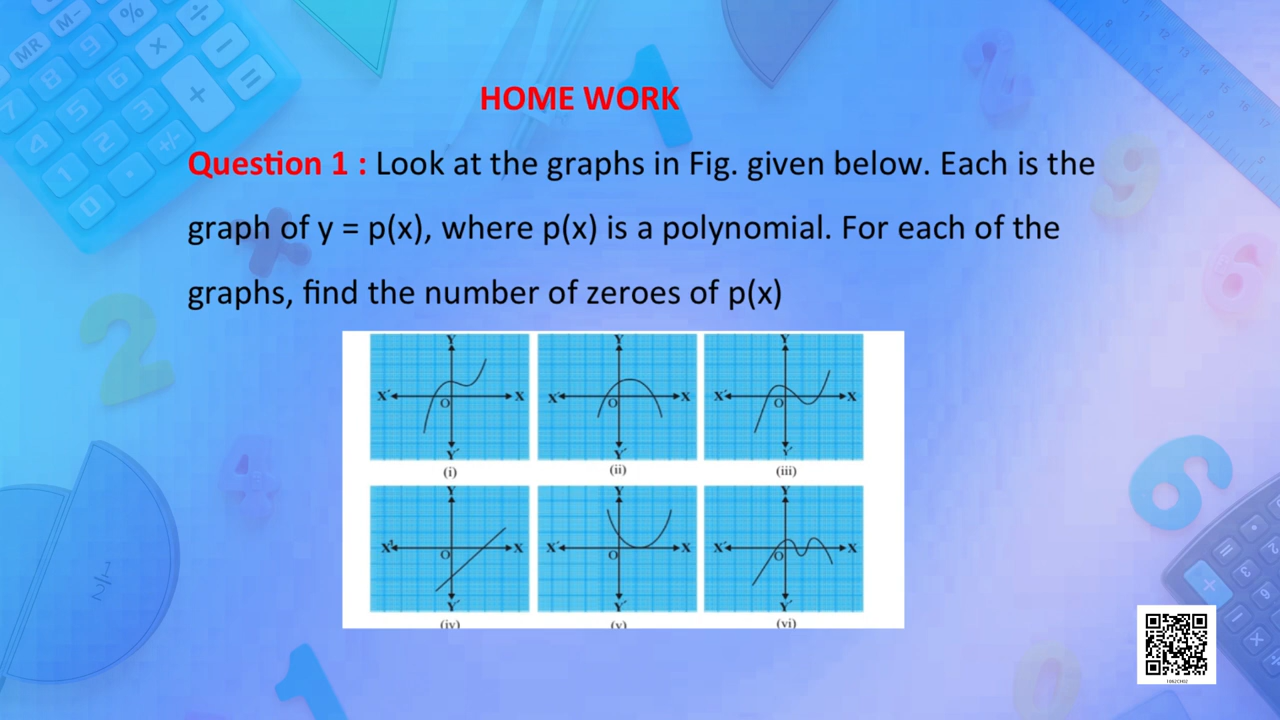 HOME WORK
Question 1 : Look at the graphs in Fig. given below. Each is the
graph of y = p(x), where p(x) is a polynomial. For each of the
graphs, find the number of zeroes of p(x)
Y Y Y
X′ O X X′ O X X′ O X
Y′ Y′ Y′
(i) (ii) (iii)
Y Y Y
X′ O X X′ O X X′ O X
Y′ Y′ Y′
(iv) (v) (vi)
1062CH02